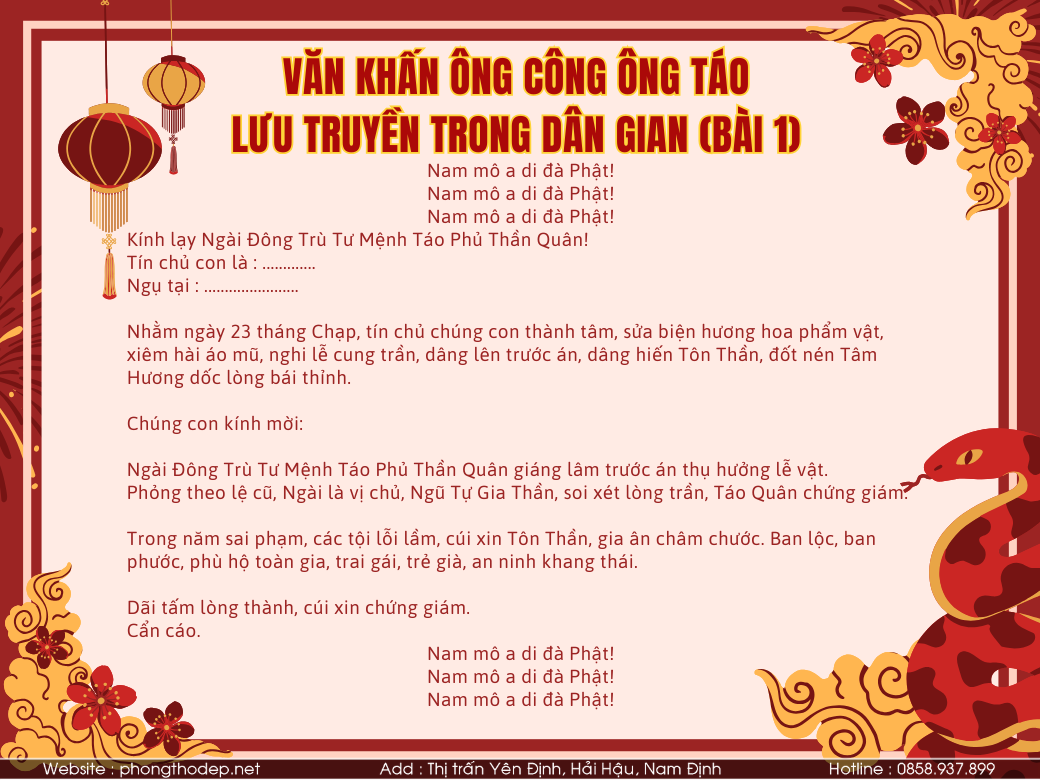 VĂN KHẤN ÔNG CÔNG ÔNG TÁO
LƯU TRUYỀN TRONG DÂN GIAN (BÀI 1)
Nam mô a di đà Phật!
Nam mô a di đà Phật!
Nam mô a di đà Phật!
Kính lạy Ngài Đông Trù Tư Mệnh Táo Phủ Thần Quân!
Tín chủ con là : .............
Ngụ tại : .......................
Nhằm ngày 23 tháng Chạp, tín chủ chúng con thành tâm, sửa biện hương hoa phẩm vật,
xiêm hài áo mũ, nghi lễ cung trần, dâng lên trước án, dâng hiến Tôn Thần, đốt nén Tâm
Hương dốc lòng bái thỉnh.
Chúng con kính mời:
Ngài Đông Trù Tư Mệnh Táo Phủ Thần Quân giáng lâm trước án thụ hưởng lễ vật.
Phỏng theo lệ cũ, Ngài là vị chủ, Ngũ Tự Gia Thần, soi xét lòng trần, Táo Quân chứng giám.
Trong năm sai phạm, các tội lỗi lầm, cúi xin Tôn Thần, gia ân châm chước. Ban lộc, ban
phước, phù hộ toàn gia, trai gái, trẻ già, an ninh khang thái.
Dãi tấm lòng thành, cúi xin chứng giám.
Cẩn cáo.
Nam mô a di đà Phật!
Nam mô a di đà Phật!
Nam mô a di đà Phật!
Website : phongthodep.net
Add : Thị trấn Yên Định, Hải Hậu, Nam Định
Hotline : 0858.937.899